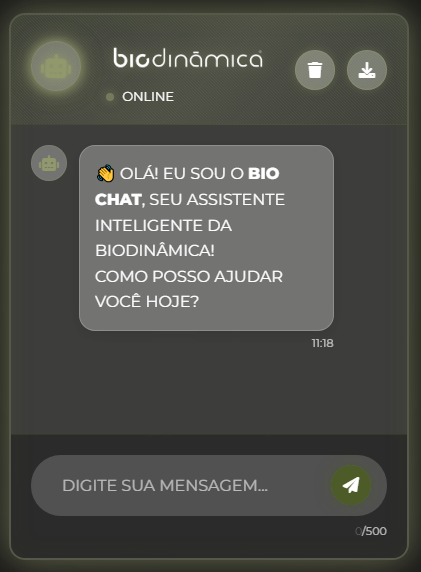 biodinâmica
ONLINE
👋 OLÁ! EU SOU O BIO
CHAT, SEU ASSISTENTE
INTELIGENTE DA
BIODINÂMICA!
COMO POSSO AJUDAR
VOCÊ HOJE?
11:18
DIGITE SUA MENSAGEM...
0/500